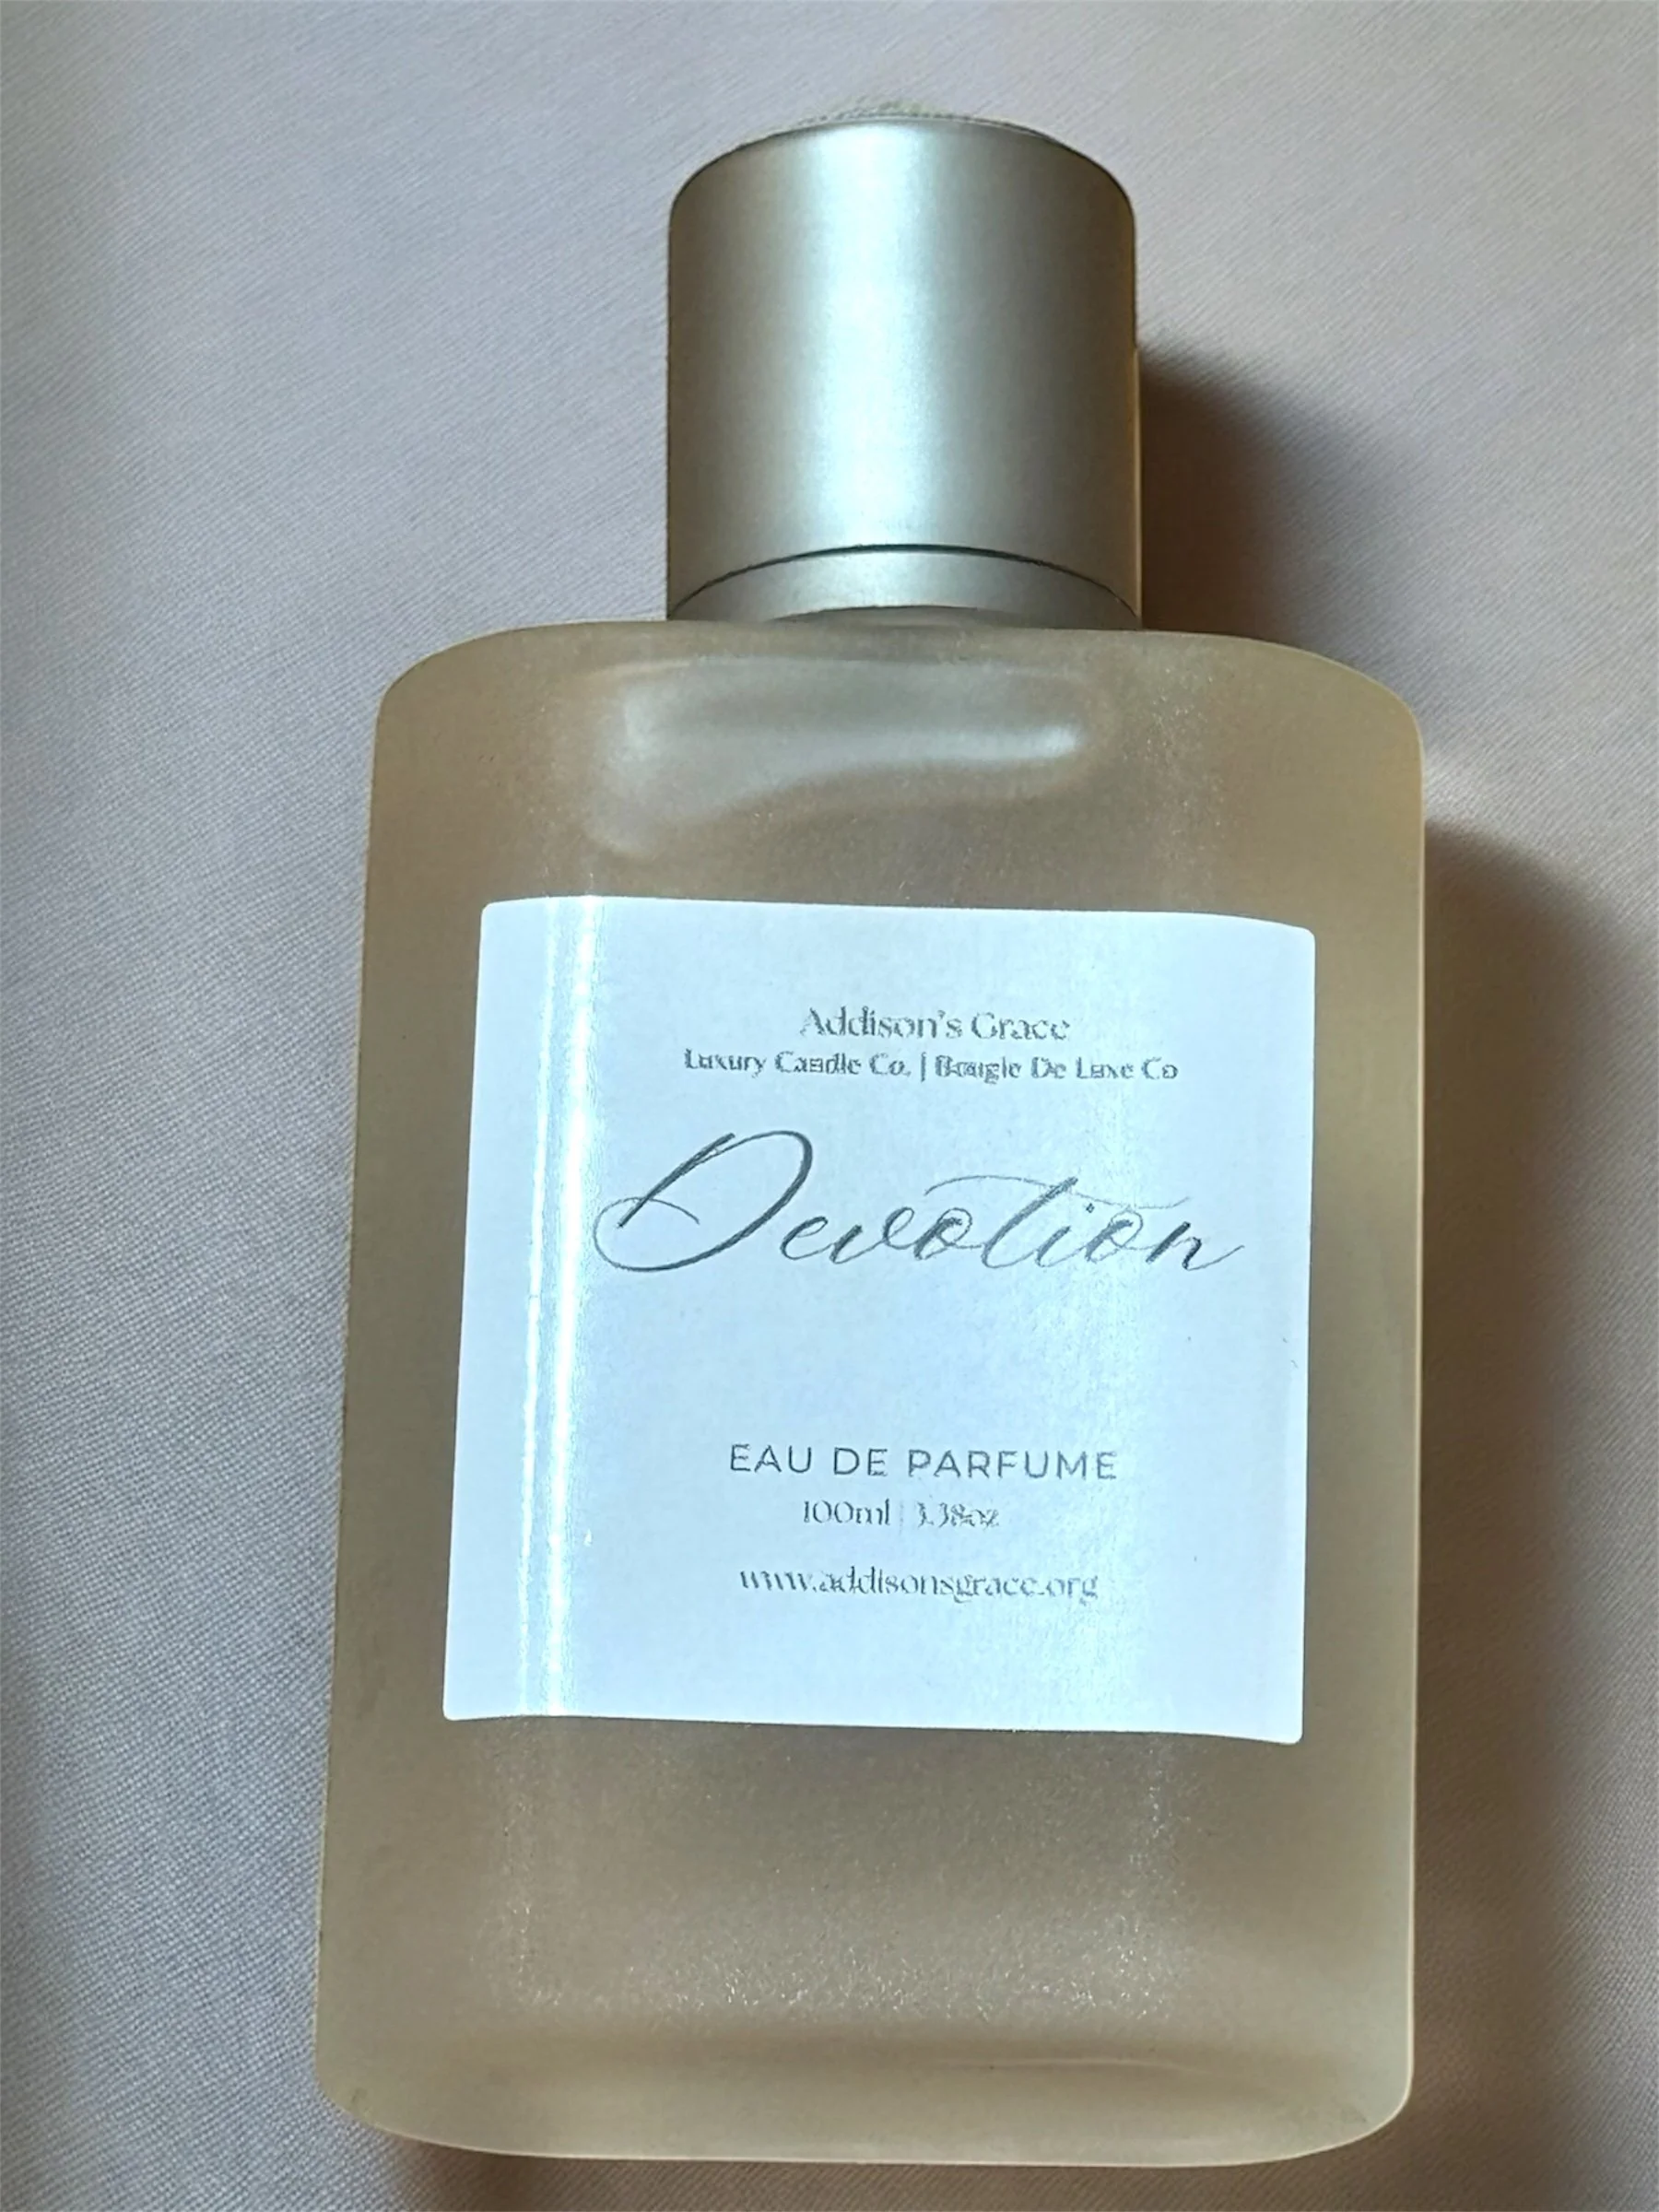 Addison's Grace
Luxury Candle Co. | Bougie De Luxe Co
Devotion
EAU DE PARFUME
100ml | 3.38oz
www.addisonsgrace.org